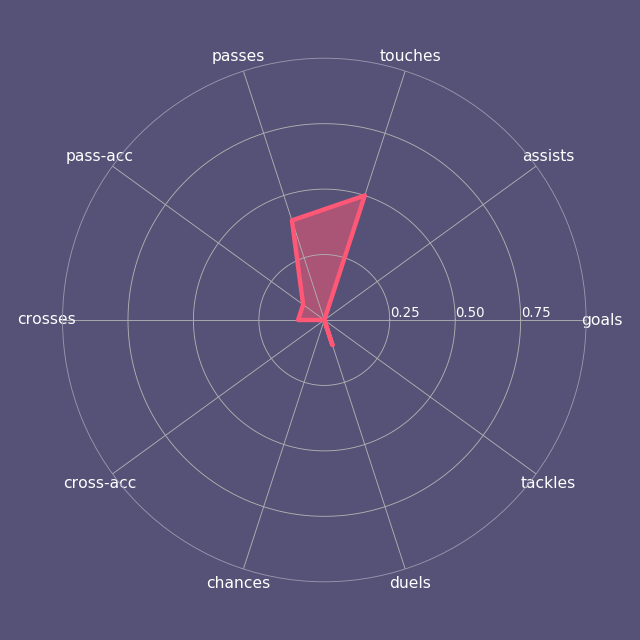 passes
touches
pass-acc
assists
crosses
0.25
0.50
0.75
goals
cross-acc
tackles
chances
duels